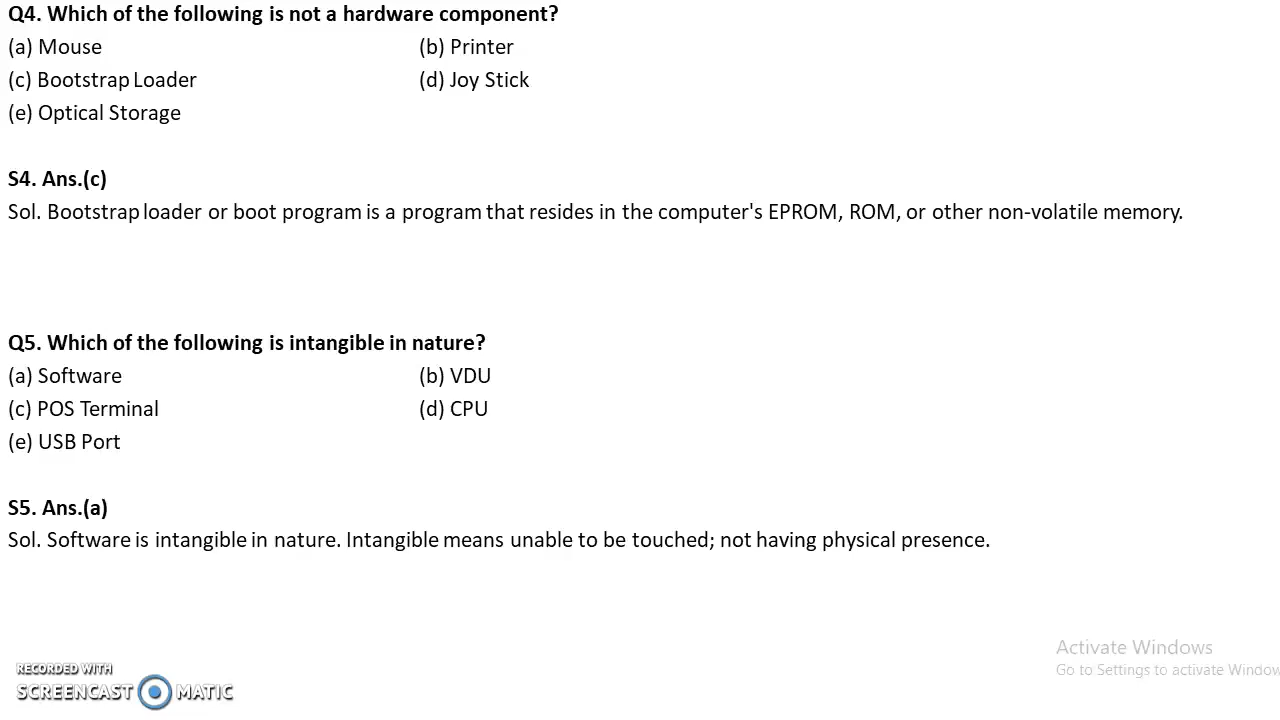 Q4. Which of the following is not a hardware component?
(a) Mouse (b) Printer
(c) Bootstrap Loader (d) Joy Stick
(e) Optical Storage
S4. Ans.(c)
Sol. Bootstrap loader or boot program is a program that resides in the computer's EPROM, ROM, or other non-volatile memory.
Q5. Which of the following is intangible in nature?
(a) Software (b) VDU
(c) POS Terminal (d) CPU
(e) USB Port
S5. Ans.(a)
Sol. Software is intangible in nature. Intangible means unable to be touched; not having physical presence.
Activate Windows
Go to Settings to activate Window
RECORDED WITH
SCREENCAST MATIC